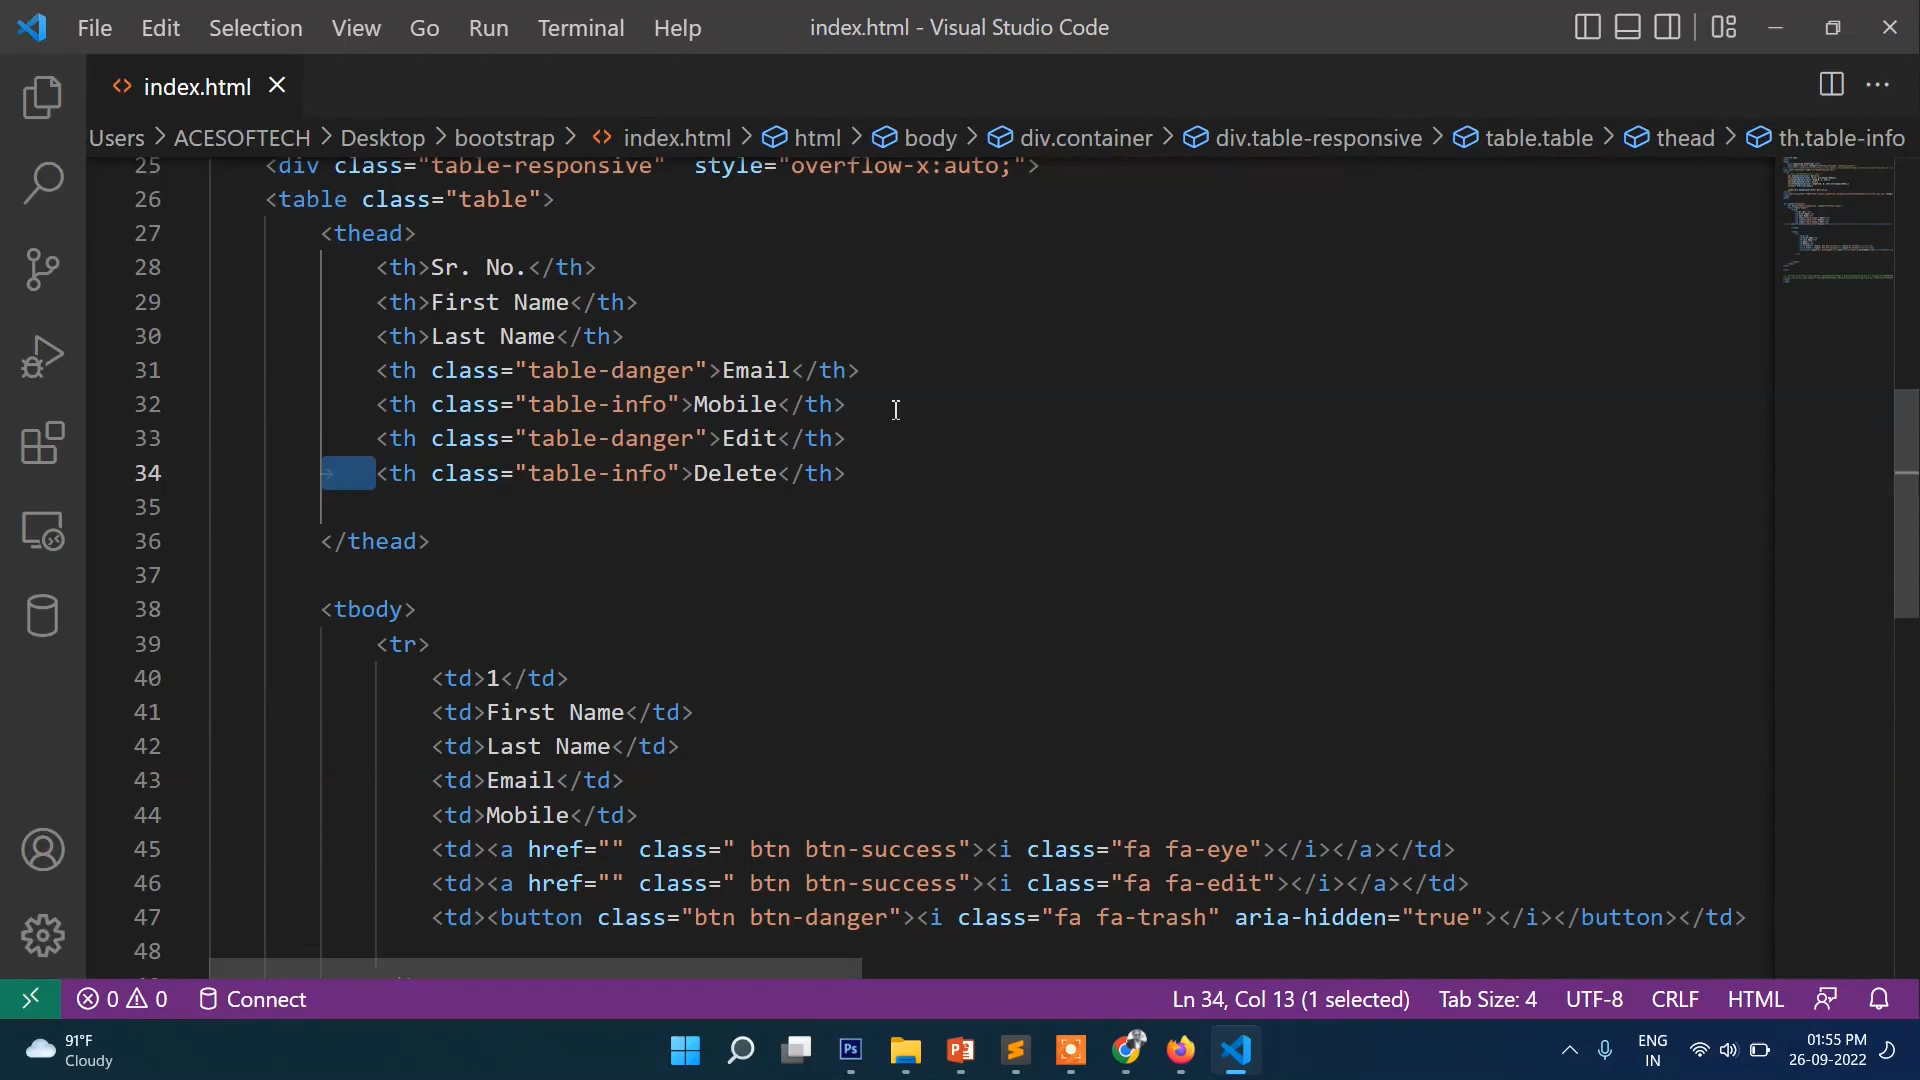 File Edit Selection View Go Run Terminal Help index.html - Visual Studio Code
index.html
Users > ACESOFTECH > Desktop > bootstrap > index.html > html > body > div.container > div.table-responsive > table.table > thead > th.table-info
25 <div class="table-responsive" style="overflow-x:auto;">
26 <table class="table">
27 <thead>
28 <th>Sr. No.</th>
29 <th>First Name</th>
30 <th>Last Name</th>
31 <th class="table-danger">Email</th>
32 <th class="table-info">Mobile</th>
33 <th class="table-danger">Edit</th>
34 <th class="table-info">Delete</th>
35
36 </thead>
37
38 <tbody>
39 <tr>
40 <td>1</td>
41 <td>First Name</td>
42 <td>Last Name</td>
43 <td>Email</td>
44 <td>Mobile</td>
45 <td><a href="" class=" btn btn-success"><i class="fa fa-eye"></i></a></td>
46 <td><a href="" class=" btn btn-success"><i class="fa fa-edit"></i></a></td>
47 <td><button class="btn btn-danger"><i class="fa fa-trash" aria-hidden="true"></i></button></td>
48
0 0 Connect Ln 34, Col 13 (1 selected) Tab Size: 4 UTF-8 CRLF HTML
91°F
Cloudy
Ps
ENG
IN
01:55 PM
26-09-2022